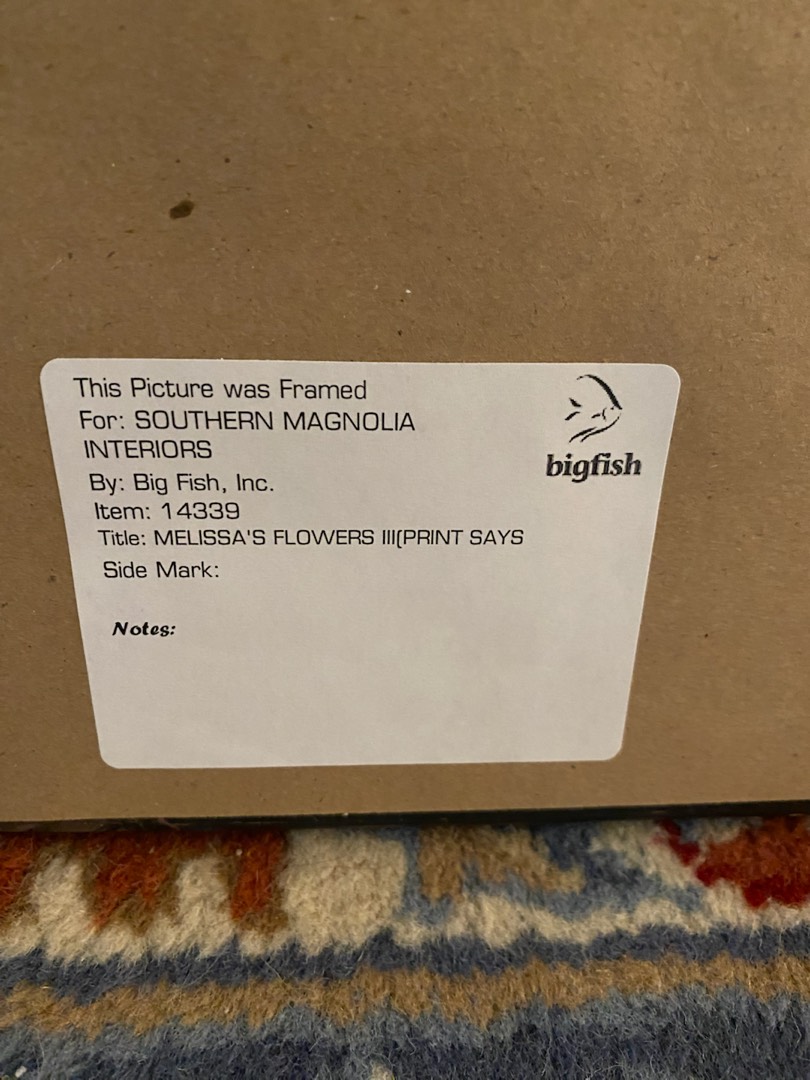 This Picture was Framed
For: SOUTHERN MAGNOLIA
INTERIORS
By: Big Fish, Inc.
Item: 14339
Title: MELISSA'S FLOWERS III(PRINT SAYS
Side Mark:
Notes:
bigfish